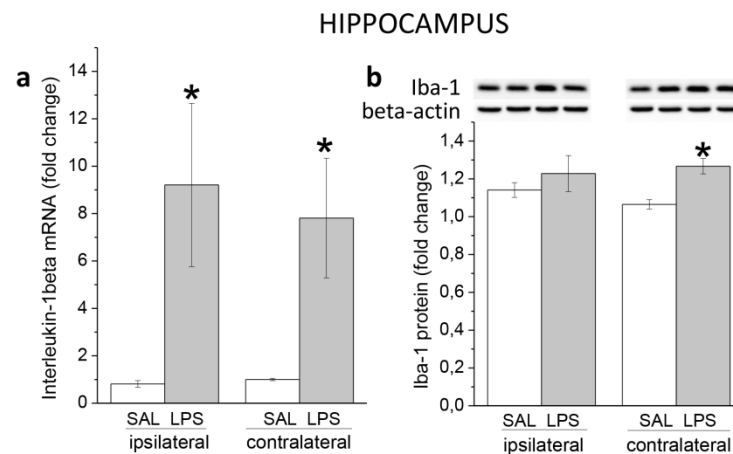 HIPPOCAMPUS
a
*
*
Interleukin-1beta mRNA (fold change)
14
12
10
8
6
4
2
0
SAL LPS
ipsilateral
SAL LPS
contralateral
b
Iba-1
beta-actin
*
Iba-1 protein (fold change)
1,4
1,2
1,0
0,8
0,6
0,4
0,2
0,0
SAL LPS
ipsilateral
SAL LPS
contralateral